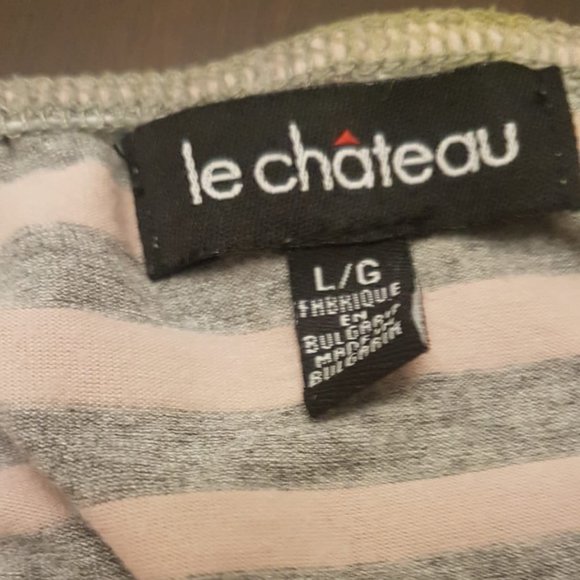 le château
L/G
FABRIQUE
EN
BULGARIE
MADE IN
BULGARIA